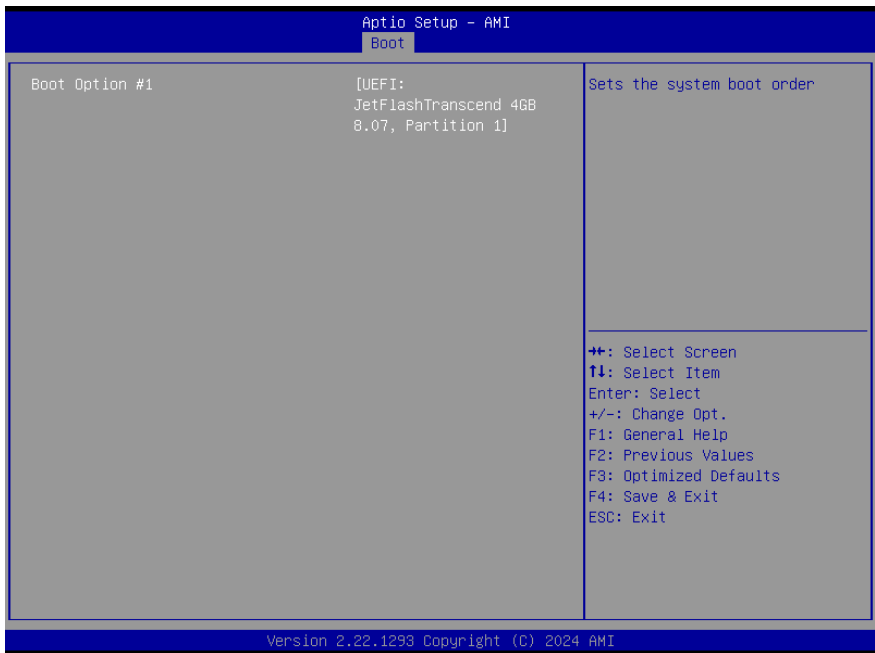 Aptio Setup - AMI
Boot
Boot Option #1
[UEFI:
JetFlashTranscend 4GB
8.07, Partition 1]
Sets the system boot order
→←: Select Screen
↑↓: Select Item
Enter: Select
+/-: Change Opt.
F1: General Help
F2: Previous Values
F3: Optimized Defaults
F4: Save & Exit
ESC: Exit
Version 2.22.1293 Copyright (C) 2024 AMI